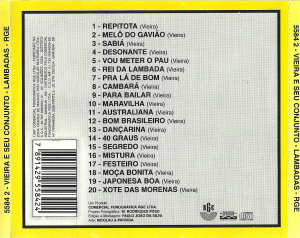 5584 2 - VIEIRA E SEU CONJUNTO - LAMBADAS - RGE
1 - REPITOTA (Vieira)
2 - MELÔ DO GAVIÃO (Vieira)
3 - SABIÁ (Vieira)
4 - DESONANTE (Vieira)
5 - VOU METER O PAU (Vieira)
6 - REI DA LAMBADA (Vieira)
7 - PRA LÁ DE BOM (Vieira)
8 - CAMBARÁ (Vieira)
9 - PARA BAILAR (Vieira)
10 - MARAVILHA (Vieira)
11 - AUSTRALIANA (Vieira)
12 - BOM BRASILEIRO (Vieira)
13 - DANÇARINA (Vieira)
14 - 40 GRAUS (Vieira)
15 - SEGREDO (Vieira)
16 - MISTURA (Vieira)
17 - FESTEIRO (Vieira)
18 - MOÇA BONITA (Vieira)
19 - JAPONESA BOA (Vieira)
20 - XOTE DAS MORENAS (Vieira)
Um Produto
COMERCIAL FONOGRÁFICA RGE LTDA.
5584 2 - VIEIRA E SEU CONJUNTO - LAMBADAS - RGE